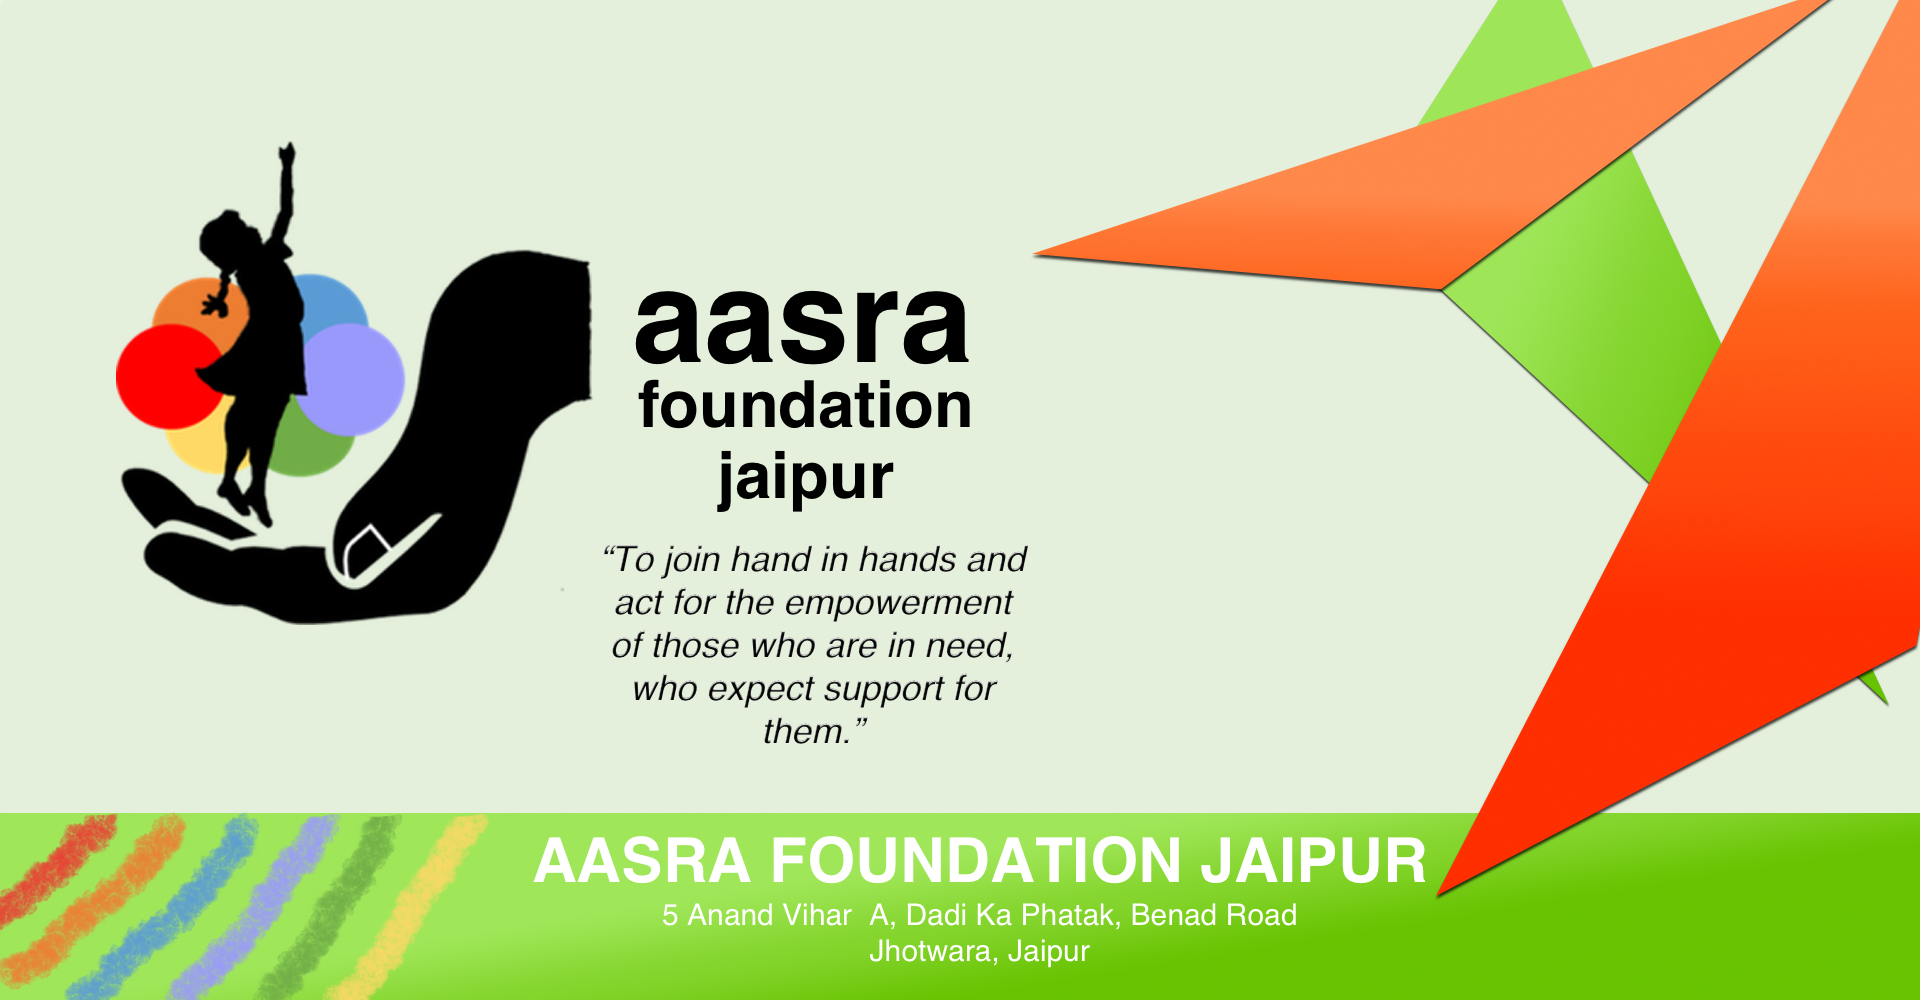 aasra
foundation
jaipur
“To join hand in hands and
act for the empowerment
of those who are in need,
who expect support for
them.”
AASRA FOUNDATION JAIPUR
5 Anand Vihar  A, Dadi Ka Phatak, Benad Road
Jhotwara, Jaipur